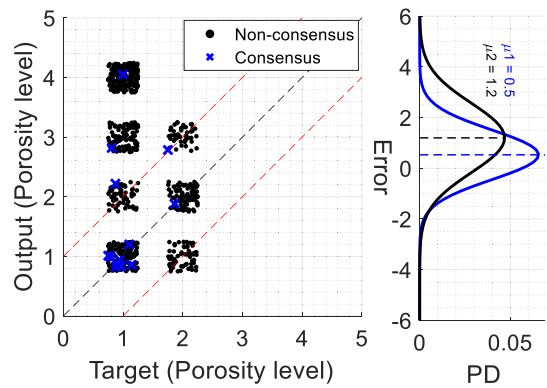 Non-consensus
Consensus
Output (Porosity level)
5
4
3
2
1
0
0 1 2 3 4 5
Target (Porosity level)
μ1 = 0.5
μ2 = 1.2
Error
6
4
2
0
-2
-4
-6
0 0.05
PD